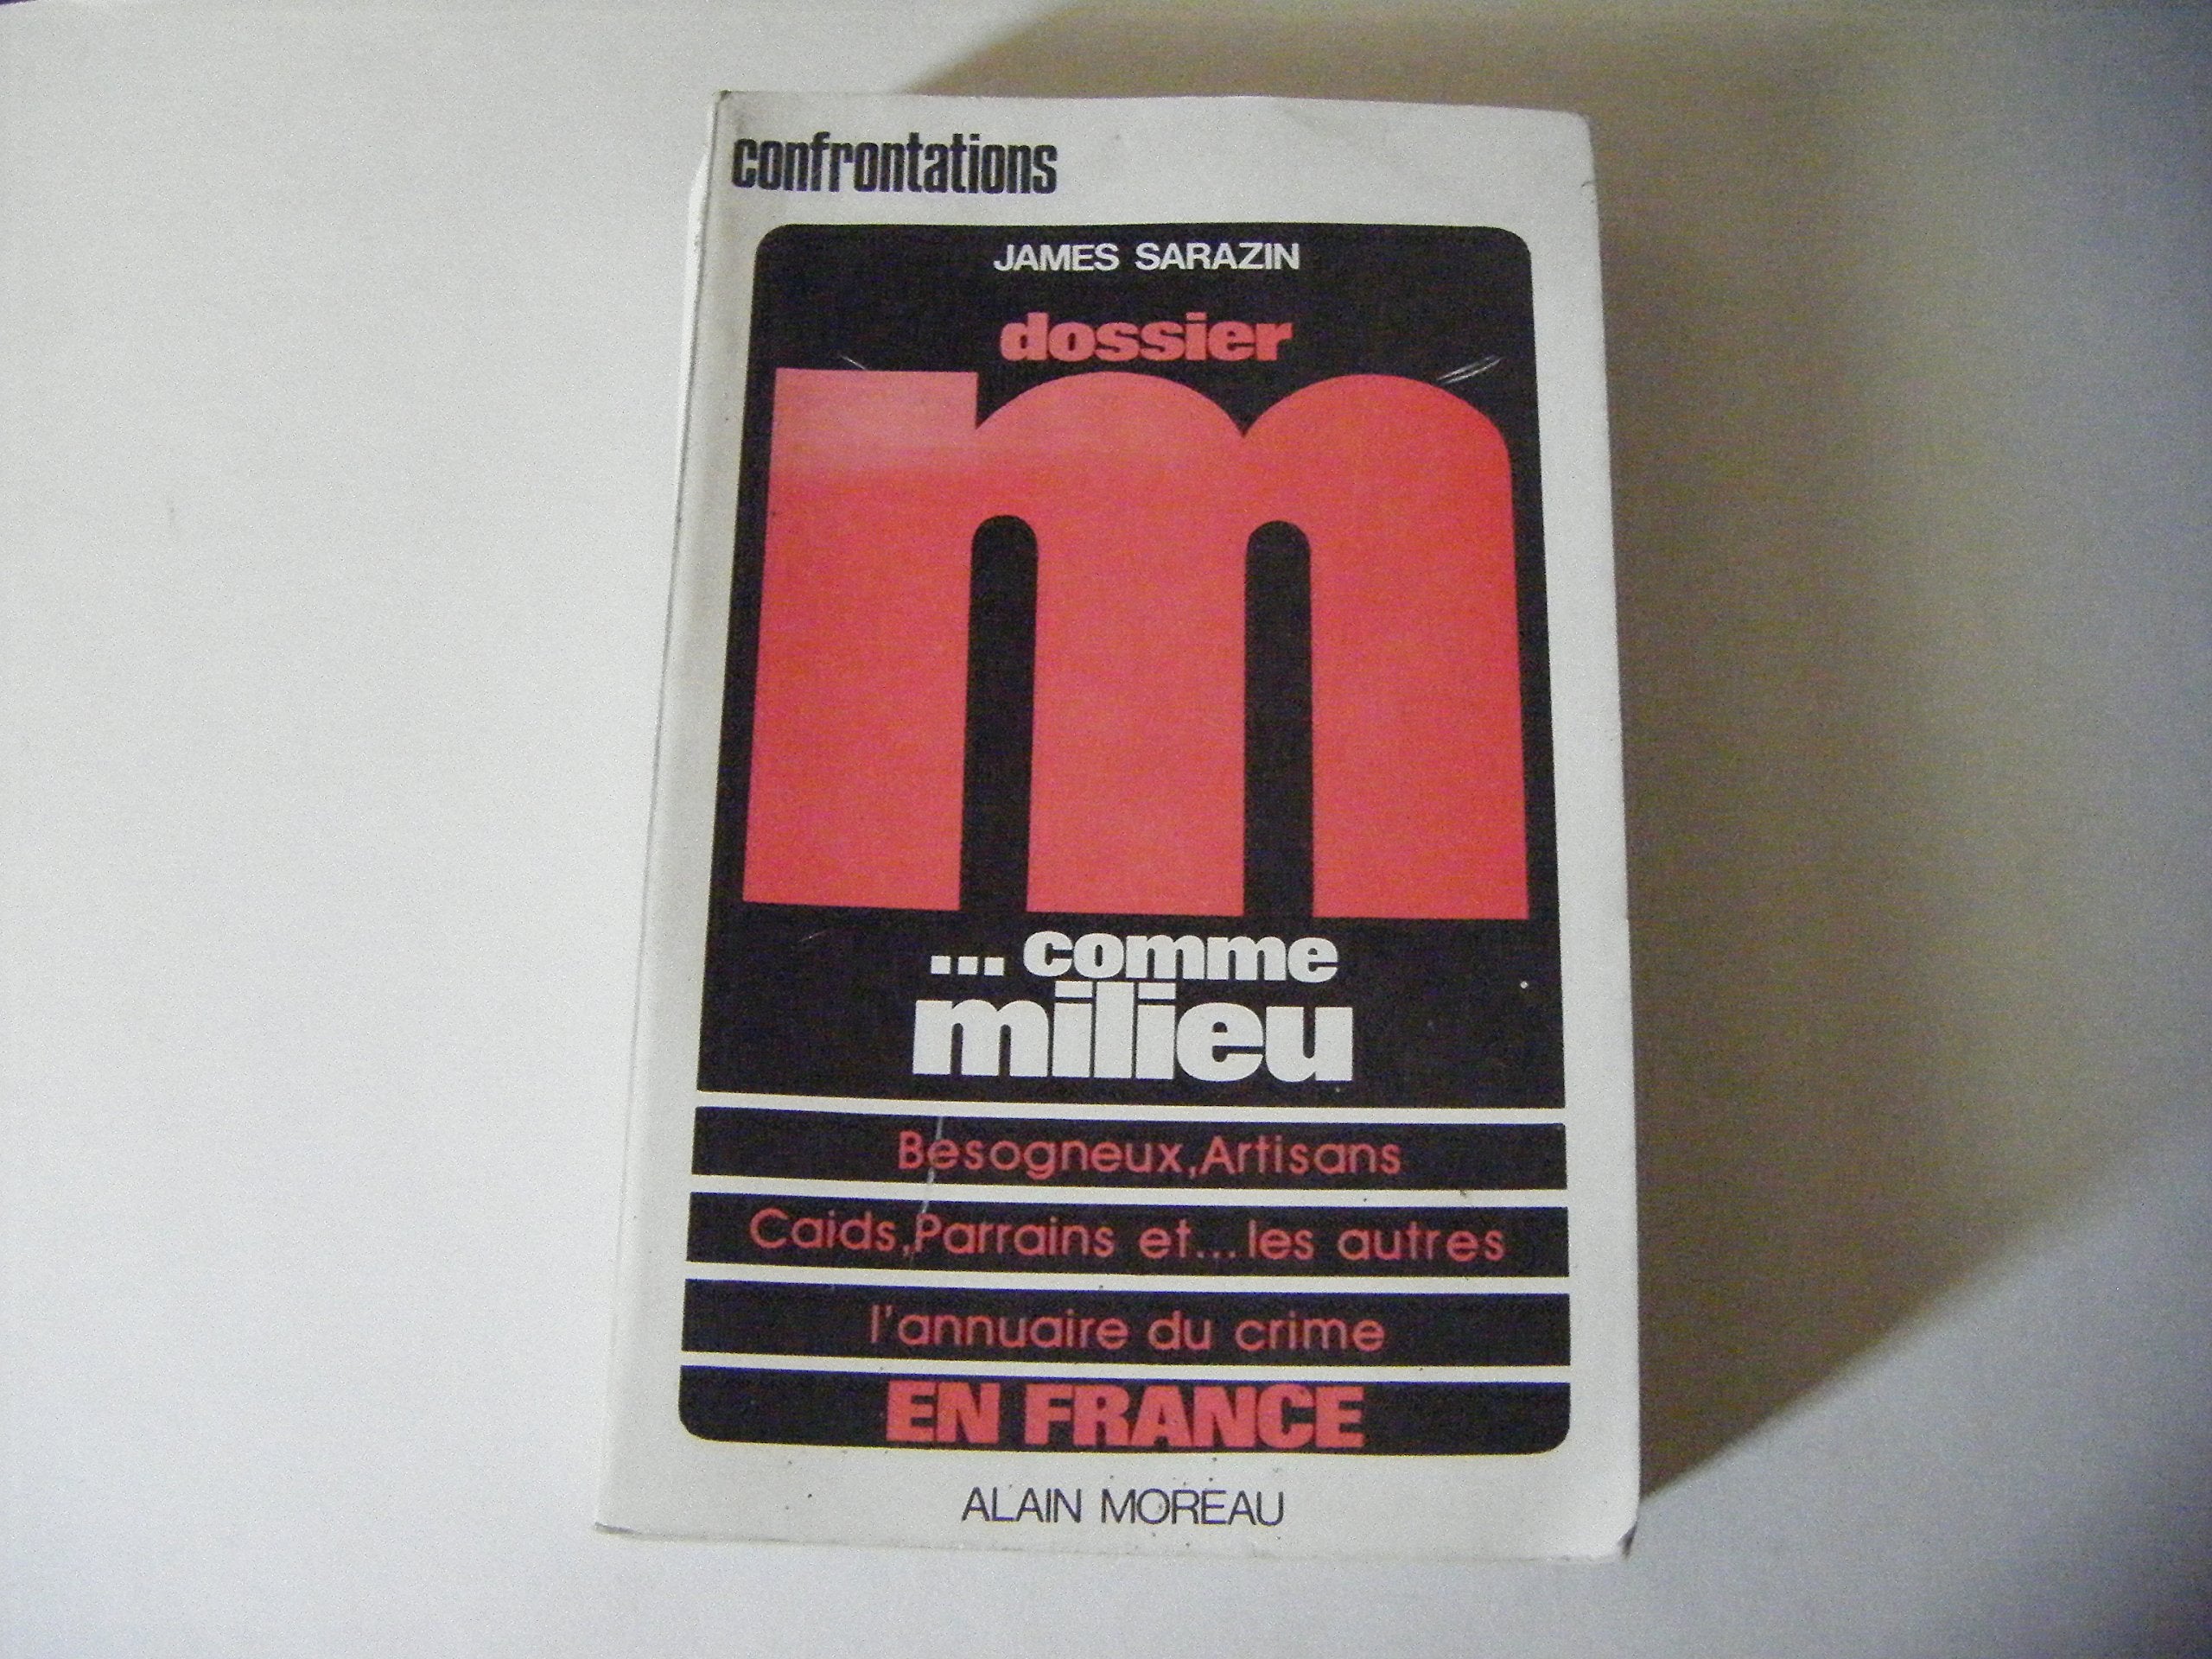 confrontations
JAMES SARAZIN
dossier
m
... comme
milieu
Besogneux,Artisans
Caids,Parrains et...les autres
l'annuaire du crime
EN FRANCE
ALAIN MOREAU